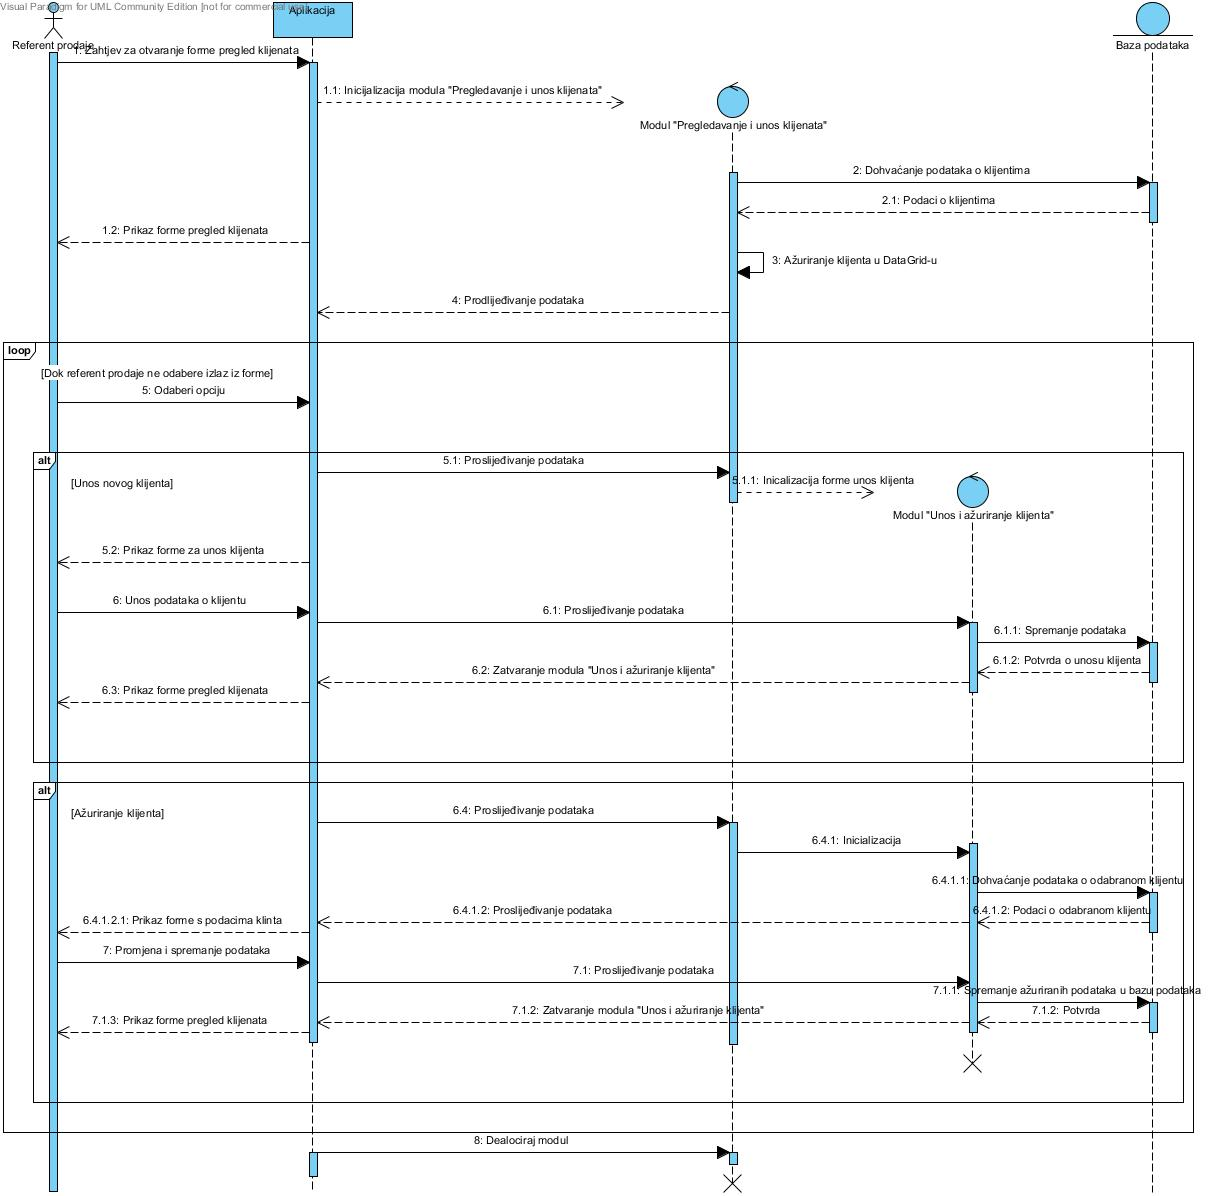 Visual Paradigm for UML Community Edition [not for commercial use]
Aplikacija
Referent prodaje
Baza podataka
1: Zahtjev za otvaranje forme pregled klijenata
1.1: Inicijalizacija modula "Pregledavanje i unos klijenata"
Modul "Pregledavanje i unos klijenata"
2: Dohvaćanje podataka o klijentima
2.1: Podaci o klijentima
1.2: Prikaz forme pregled klijenata
3: Ažuriranje klijenta u DataGrid-u
4: Prodlijeđivanje podataka
loop
[Dok referent prodaje ne odabere izlaz iz forme]
5: Odaberi opciju
alt
5.1: Proslijeđivanje podataka
[Unos novog klijenta]
5.1.1: Inicalizacija forme unos klijenta
Modul "Unos i ažuriranje klijenta"
5.2: Prikaz forme za unos klijenta
6: Unos podataka o klijentu
6.1: Proslijeđivanje podataka
6.1.1: Spremanje podataka
6.1.2: Potvrda o unosu klijenta
6.2: Zatvaranje modula "Unos i ažuriranje klijenta"
6.3: Prikaz forme pregled klijenata
alt
[Ažuriranje klijenta]
6.4: Proslijeđivanje podataka
6.4.1: Inicializacija
6.4.1.1: Dohvaćanje podataka o odabranom klijentu
6.4.1.2: Proslijeđivanje podataka
6.4.1.2: Podaci o odabranom klijentu
6.4.1.2.1: Prikaz forme s podacima klinta
7: Promjena i spremanje podataka
7.1: Proslijeđivanje podataka
7.1.1: Spremanje ažuriranih podataka u bazu podataka
7.1.2: Zatvaranje modula "Unos i ažuriranje klijenta"
7.1.2: Potvrda
7.1.3: Prikaz forme pregled klijenata
8: Dealociraj modul